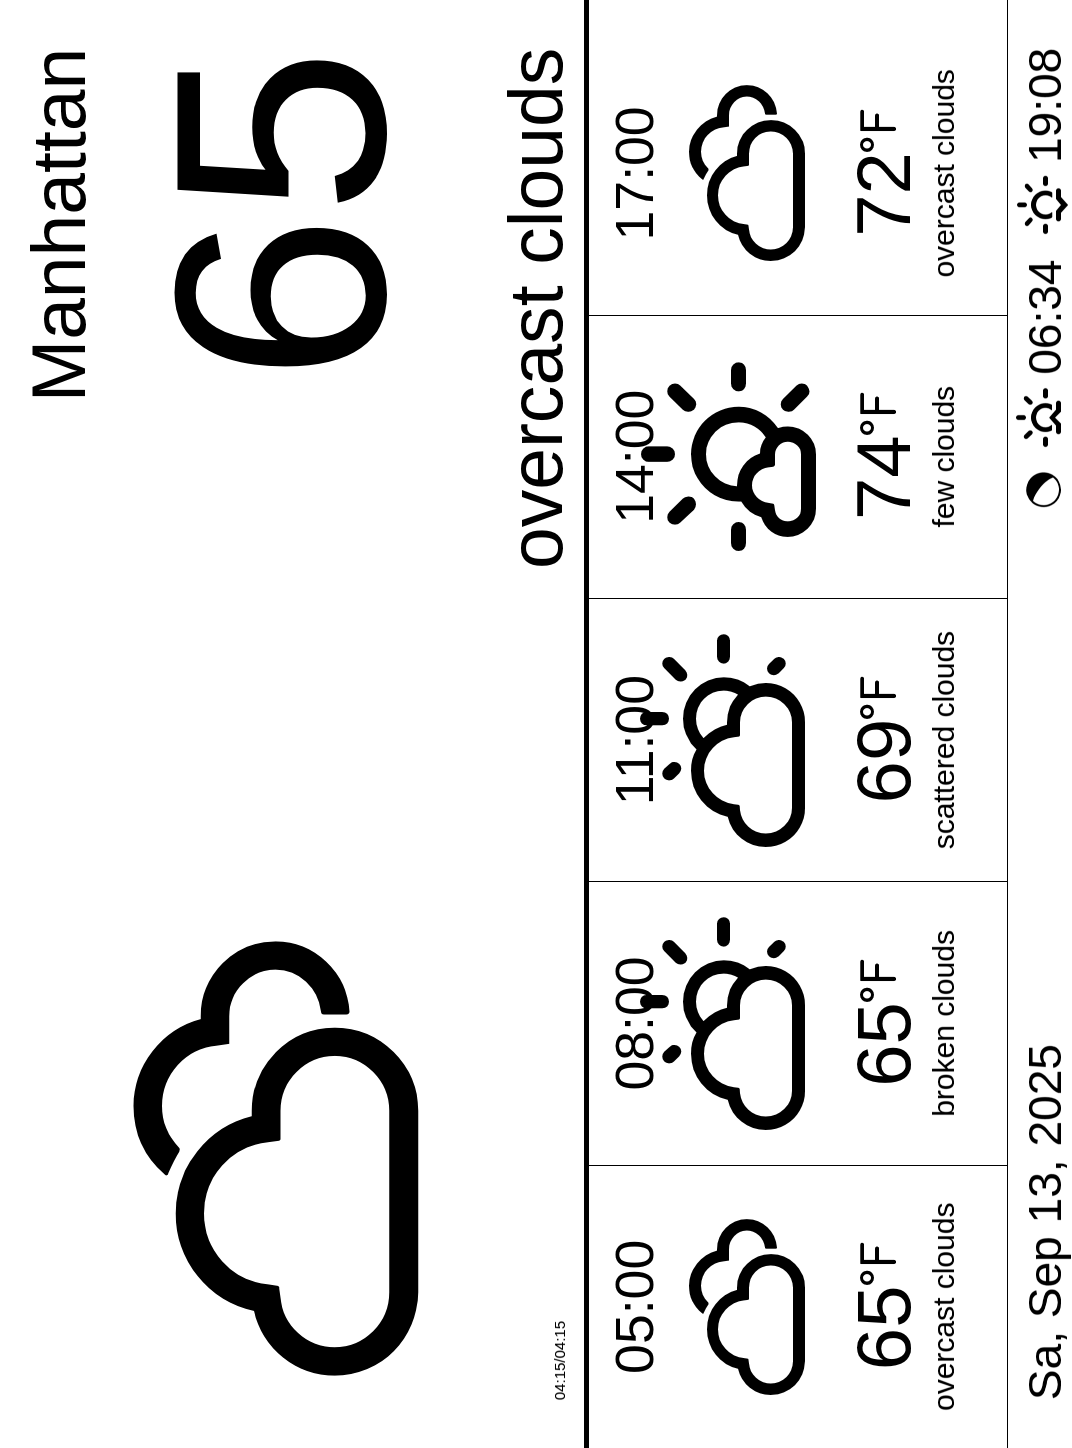 Manhattan
65
overcast clouds
04:15/04:15
05:00
65°F
overcast clouds
08:00
65°F
broken clouds
11:00
69°F
scattered clouds
14:00
74°F
few clouds
17:00
72°F
overcast clouds
Sa, Sep 13, 2025
06:34
19:08